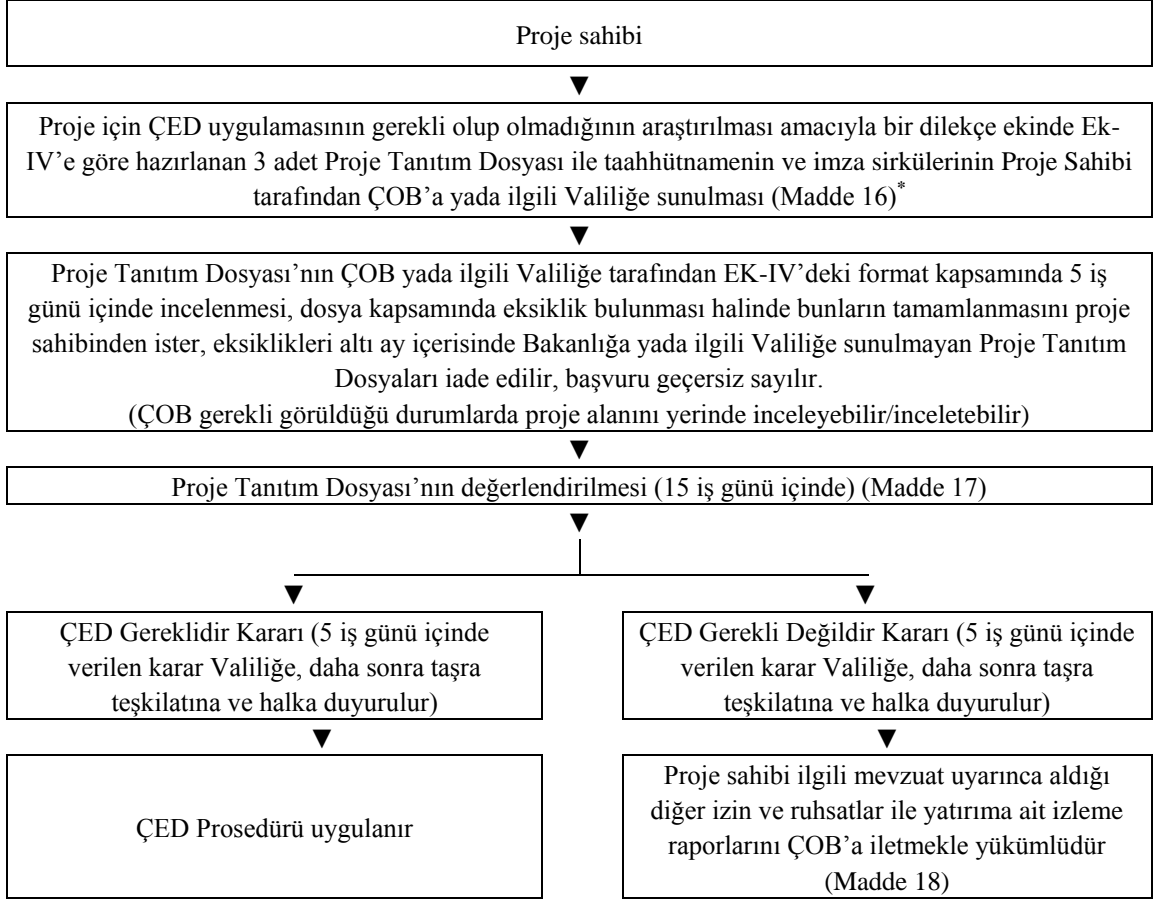 Proje sahibi
Proje için ÇED uygulamasının gerekli olup olmadığının araştırılması amacıyla bir dilekçe ekinde Ek-
IV’e göre hazırlanan 3 adet Proje Tanıtım Dosyası ile taahhütnamenin ve imza sirkülerinin Proje Sahibi
tarafından ÇOB’a yada ilgili Valiliğe sunulması (Madde 16)*
Proje Tanıtım Dosyası’nın ÇOB yada ilgili Valiliğe tarafından EK-IV’deki format kapsamında 5 iş
günü içinde incelenmesi, dosya kapsamında eksiklik bulunması halinde bunların tamamlanmasını proje
sahibinden ister, eksiklikleri altı ay içerisinde Bakanlığa yada ilgili Valiliğe sunulmayan Proje Tanıtım
Dosyaları iade edilir, başvuru geçersiz sayılır.
(ÇOB gerekli görüldüğü durumlarda proje alanını yerinde inceleyebilir/inceletebilir)
Proje Tanıtım Dosyası’nın değerlendirilmesi (15 iş günü içinde) (Madde 17)
ÇED Gereklidir Kararı (5 iş günü içinde
verilen karar Valiliğe, daha sonra taşra
teşkilatına ve halka duyurulur)
ÇED Gerekli Değildir Kararı (5 iş günü içinde
verilen karar Valiliğe, daha sonra taşra
teşkilatına ve halka duyurulur)
ÇED Prosedürü uygulanır
Proje sahibi ilgili mevzuat uyarınca aldığı
diğer izin ve ruhsatlar ile yatırıma ait izleme
raporlarını ÇOB’a iletmekle yükümlüdür
(Madde 18)